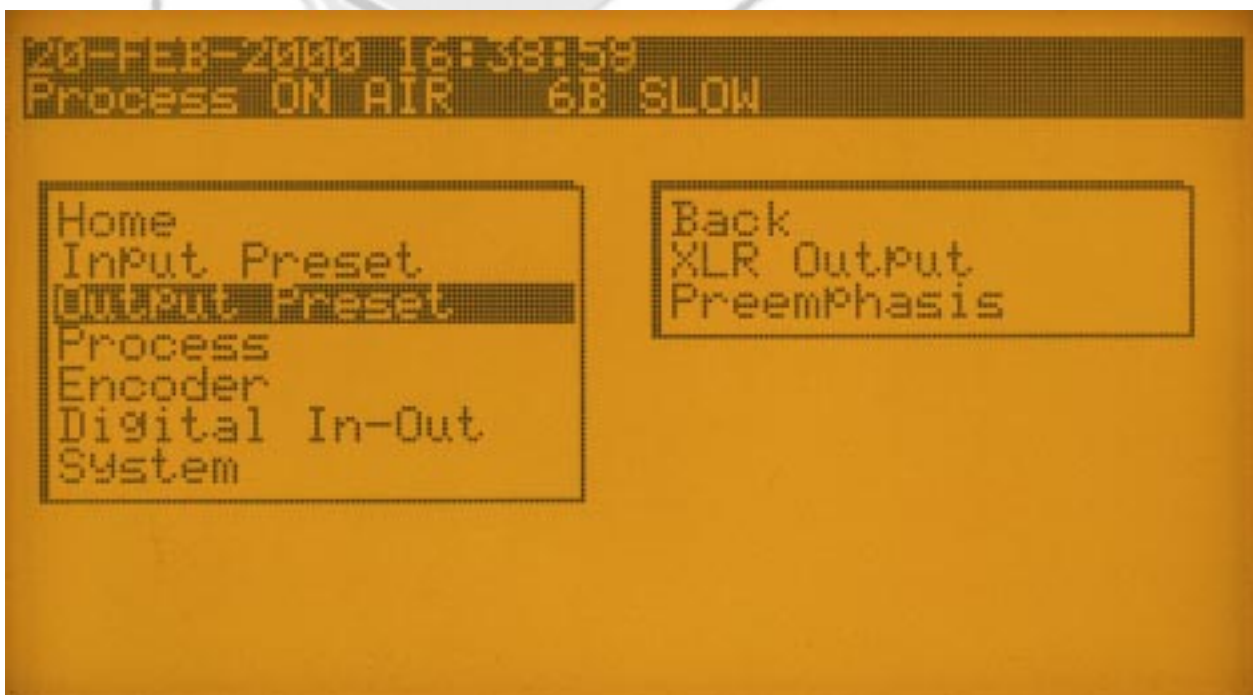 20-FEB-2000 16:38:59
Process ON AIR 6B SLOW
Home
Input Preset
Output Preset
Process
Encoder
Digital In-Out
System
Back
XLR Output
Preemphasis